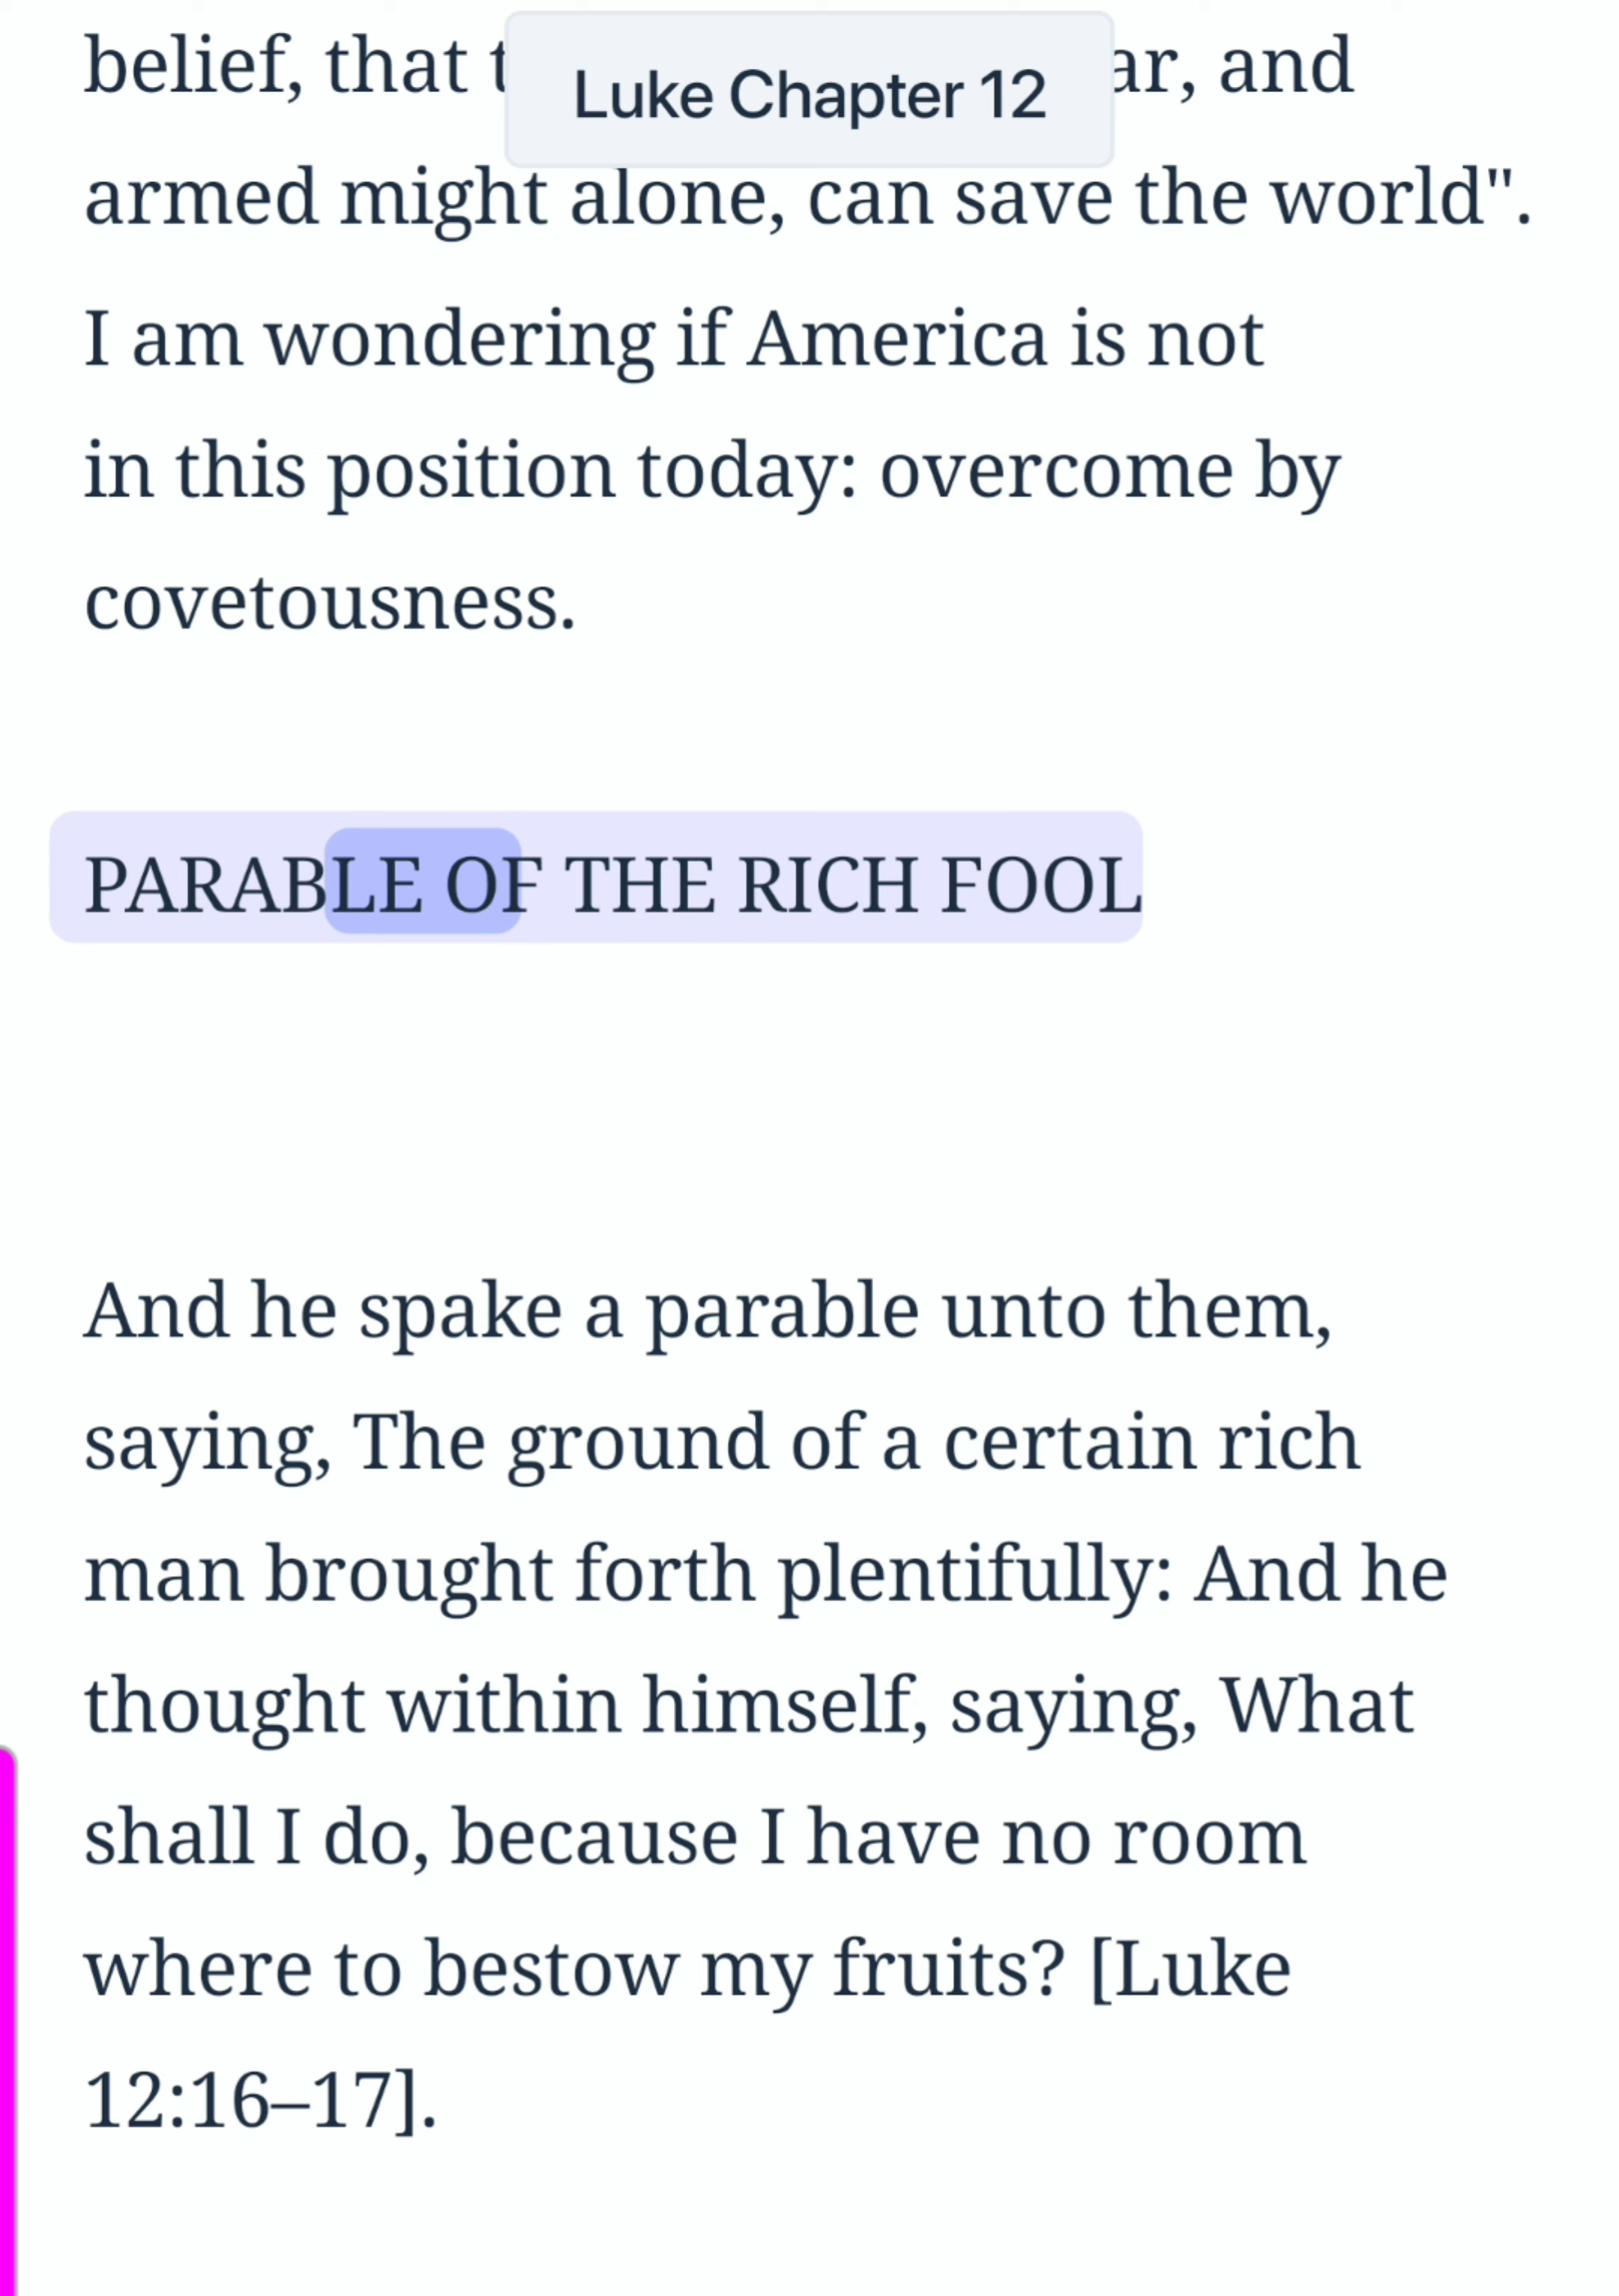 Luke Chapter 12
belief, that ar, and
armed might alone, can save the world".
I am wondering if America is not
in this position today: overcome by
covetousness.
PARABLE OF THE RICH FOOL
And he spake a parable unto them,
saying, The ground of a certain rich
man brought forth plentifully: And he
thought within himself, saying, What
shall I do, because I have no room
where to bestow my fruits? [Luke
12:16–17].